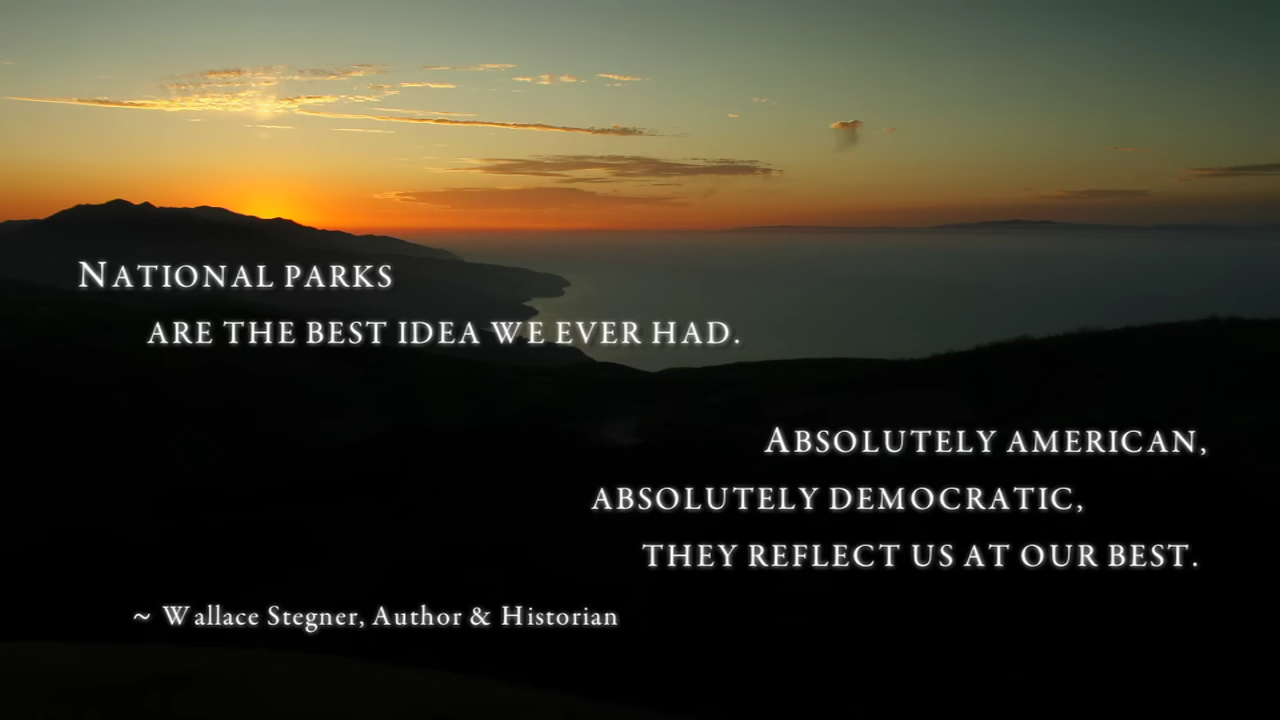 National parks
are the best idea we ever had.
Absolutely american,
absolutely democratic,
they reflect us at our best.
~ Wallace Stegner, Author & Historian